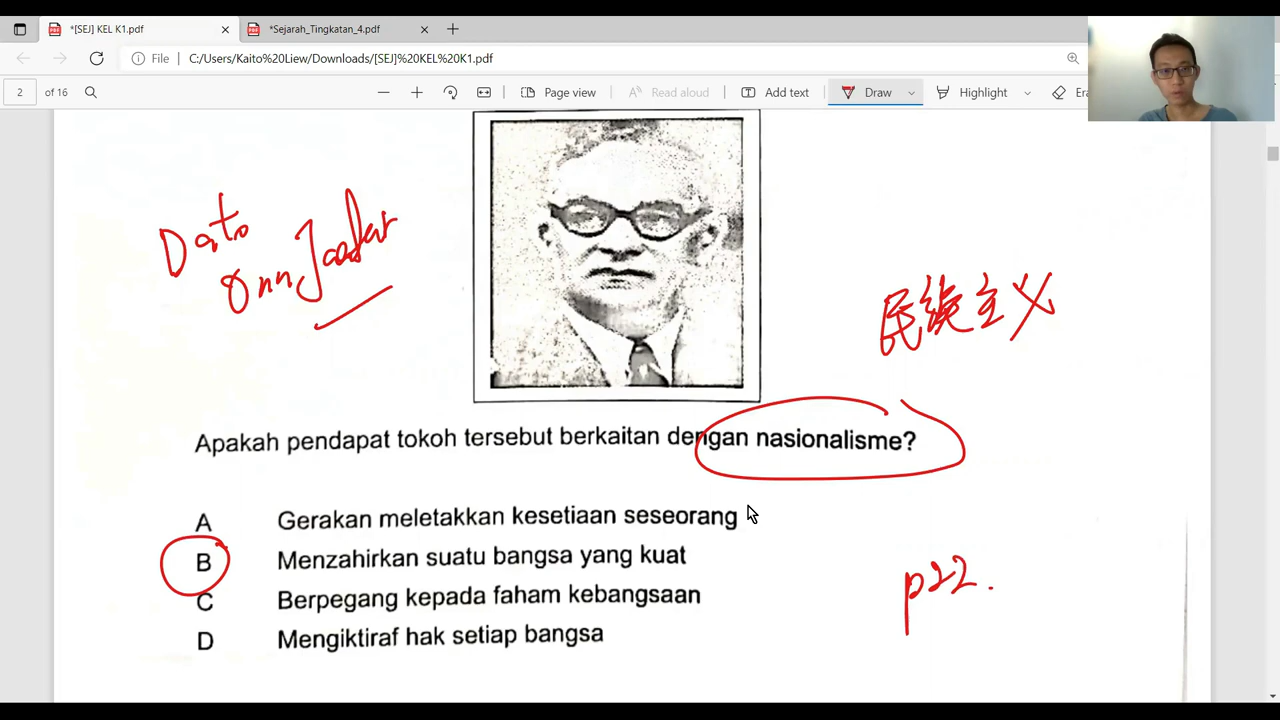 *[SEJ] KEL K1.pdf
*Sejarah_Tingkatan_4.pdf
File C:/Users/Kaito%20Liew/Downloads/[SEJ]%20KEL%20K1.pdf
2 of 16 Page view Read aloud Add text Draw Highlight Era
Dato
Onn Jaafar
民族主义
Apakah pendapat tokoh tersebut berkaitan dengan nasionalisme?
A Gerakan meletakkan kesetiaan seseorang
B Menzahirkan suatu bangsa yang kuat
C Berpegang kepada faham kebangsaan
D Mengiktiraf hak setiap bangsa
p22.